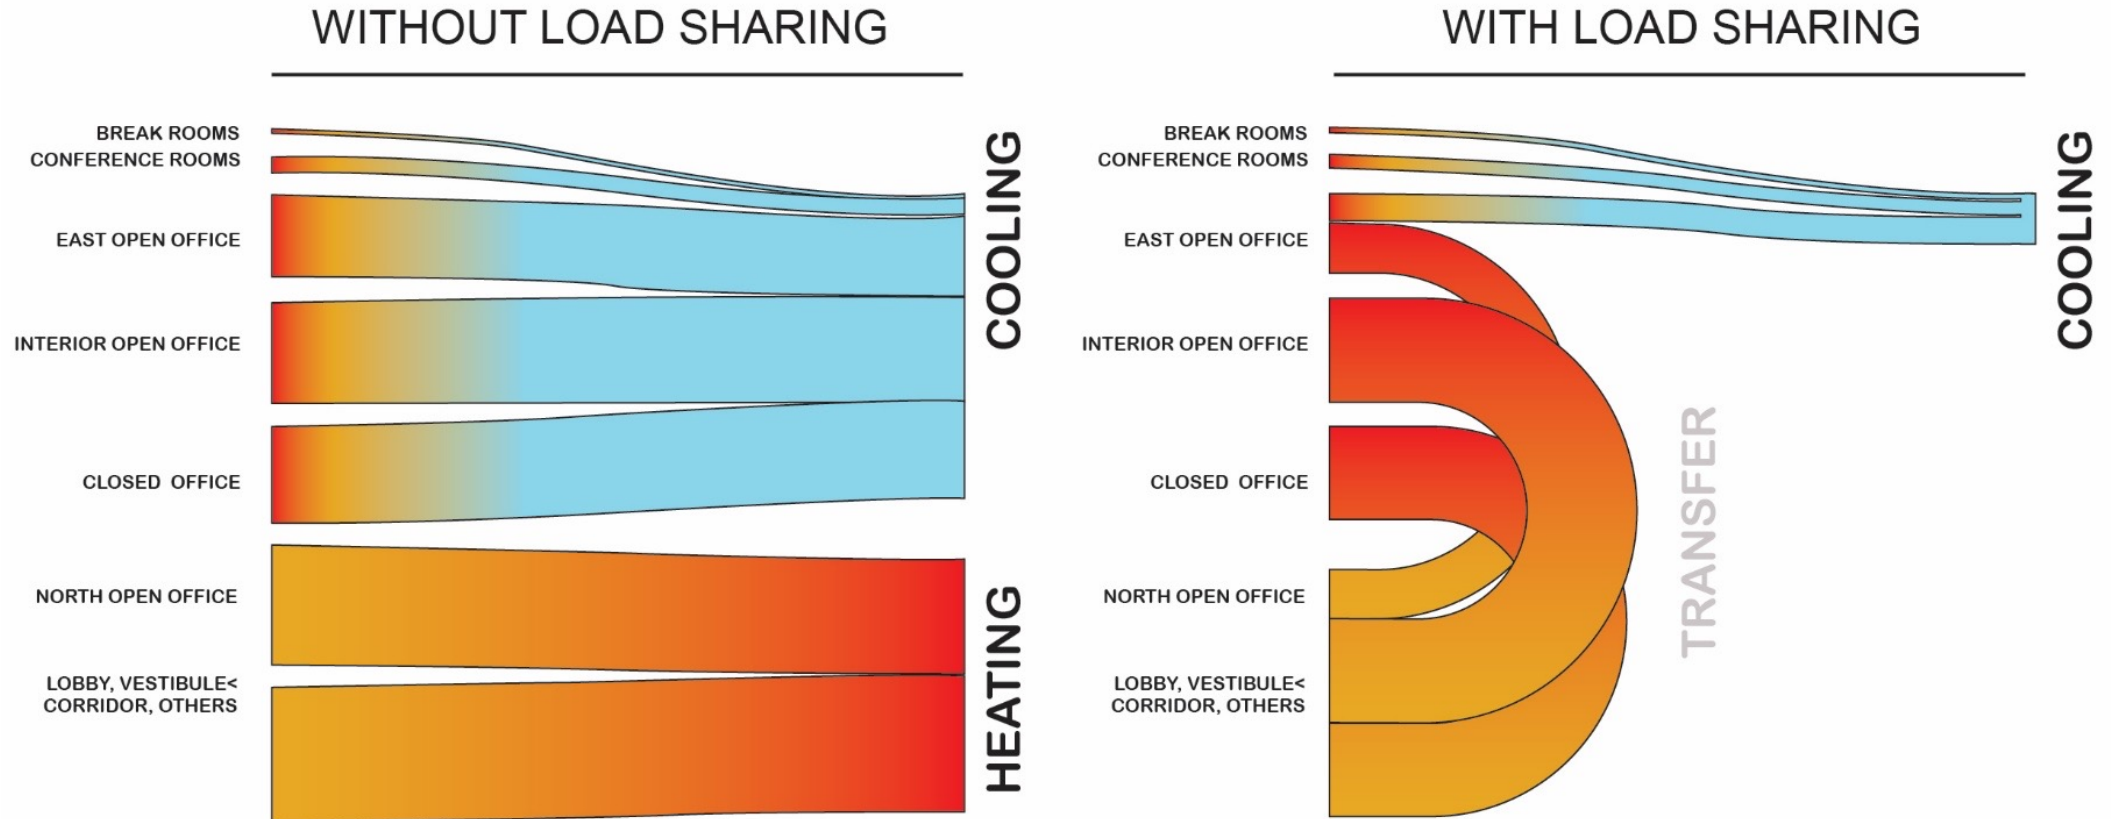 WITHOUT LOAD SHARING
BREAK ROOMS
CONFERENCE ROOMS
EAST OPEN OFFICE
INTERIOR OPEN OFFICE
CLOSED OFFICE
NORTH OPEN OFFICE
LOBBY, VESTIBULE<
CORRIDOR, OTHERS
COOLING
HEATING
WITH LOAD SHARING
BREAK ROOMS
CONFERENCE ROOMS
EAST OPEN OFFICE
INTERIOR OPEN OFFICE
CLOSED OFFICE
NORTH OPEN OFFICE
LOBBY, VESTIBULE<
CORRIDOR, OTHERS
TRANSFER
COOLING